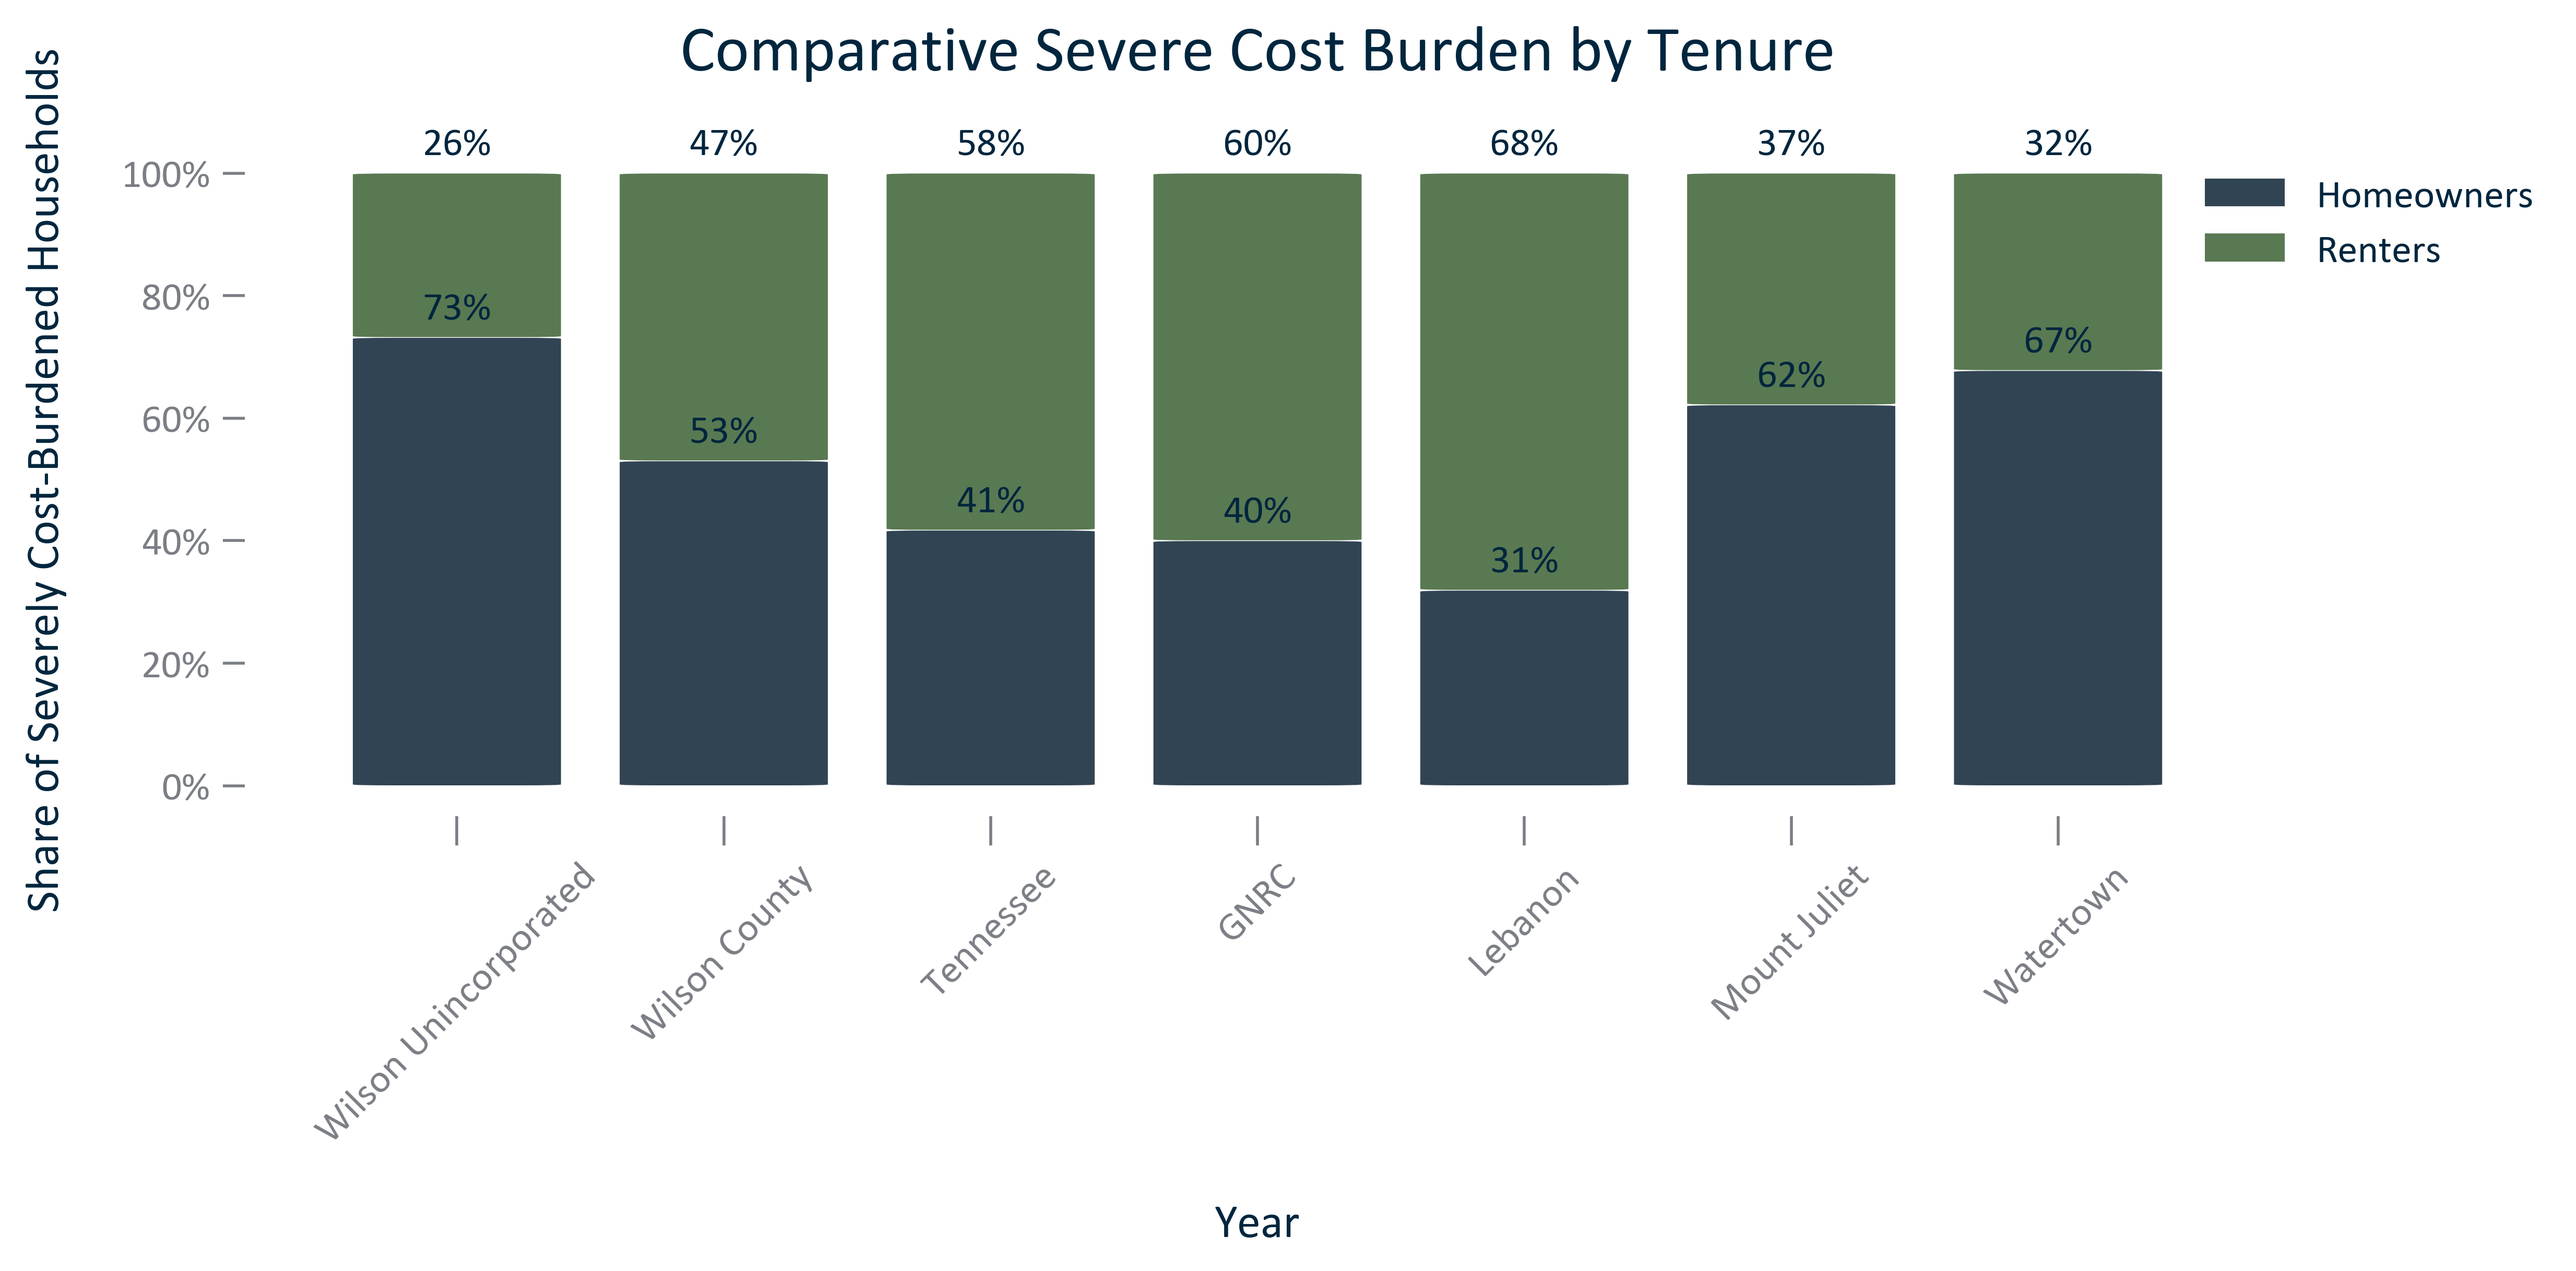 Comparative Severe Cost Burden by Tenure
Share of Severely Cost-Burdened Households
26% 47% 58% 60% 68% 37% 32%
100%
80%
60%
40%
20%
0%
73% 53% 41% 40% 31% 62% 67%
Homeowners
Renters
Wilson Unincorporated
Wilson County
Tennessee
GNRC
Lebanon
Mount Juliet
Watertown
Year